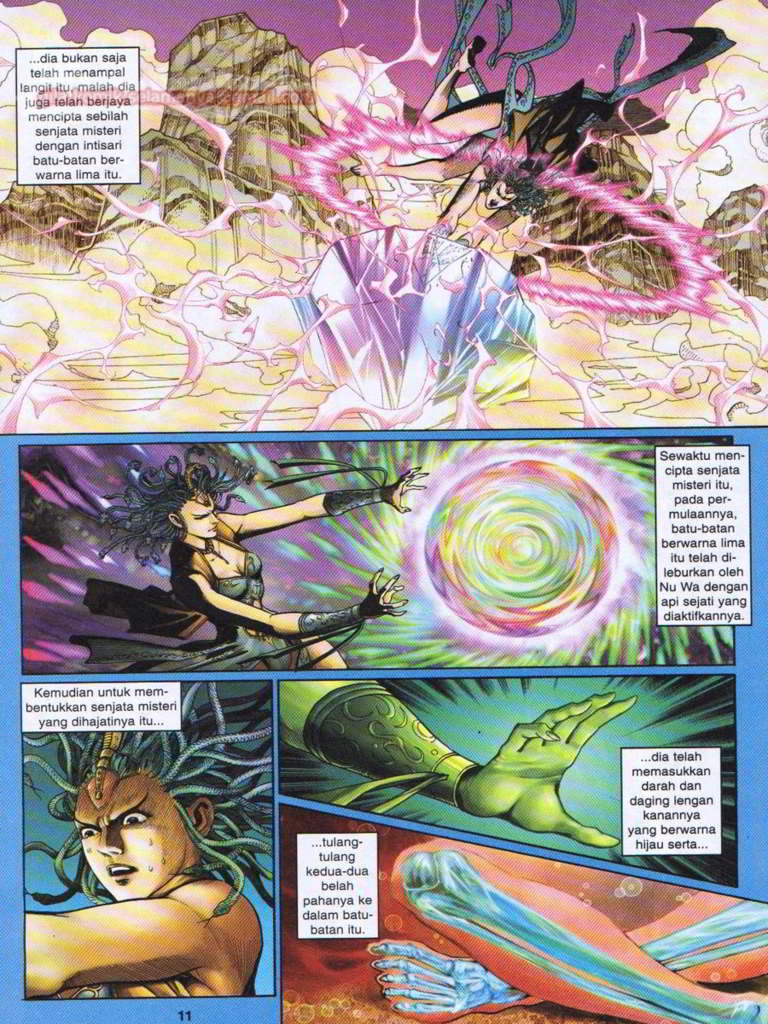 ...dia bukan saja
telah menampal
langit itu, malah dia
juga telah berjaya
mencipta sebilah
senjata misteri
dengan intisari
batu-batan ber-
warna lima itu.
Sewaktu men-
cipta senjata
misteri itu,
pada per-
mulaannya,
batu-batan
berwarna lima
itu telah di-
leburkan oleh
Nu Wa dengan
api sejati yang
diaktifkannya.
Kemudian untuk mem-
bentukkan senjata misteri
yang dihajatinya itu...
...dia telah
memasukkan
darah dan
daging lengan
kanannya
yang berwarna
hijau serta...
...tulang-
tulang
kedua-dua
belah
pahanya ke
dalam batu-
batan itu.
11